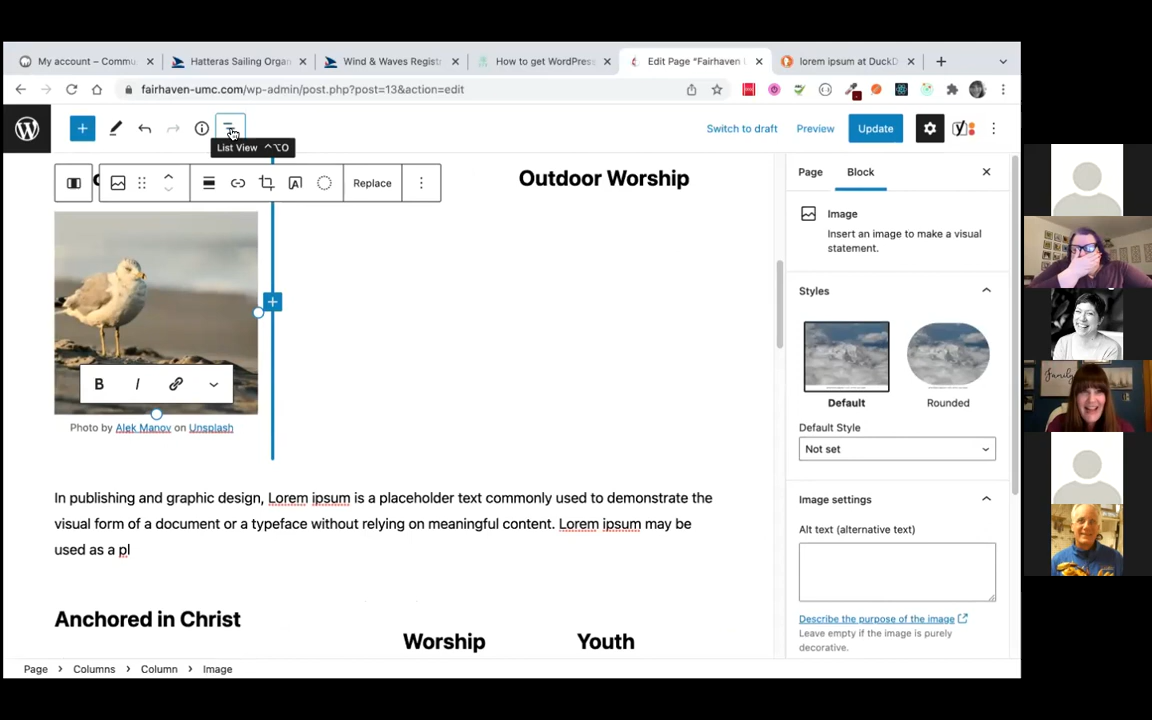 My account – Commu
Hatteras Sailing Organ
Wind & Waves Registr
How to get WordPress
Edit Page "Fairhaven
lorem ipsum at DuckD
fairhaven-umc.com/wp-admin/post.php?post=13&action=edit
Switch to draft
Preview
Update
List View ^⌥O
Replace
Outdoor Worship
B I
Photo by Alek Manov on Unsplash
In publishing and graphic design, Lorem ipsum is a placeholder text commonly used to demonstrate the
visual form of a document or a typeface without relying on meaningful content. Lorem ipsum may be
used as a pl
Anchored in Christ
Worship
Youth
Page > Columns > Column > Image
Page
Block
Image
Insert an image to make a visual
statement.
Styles
Default
Rounded
Default Style
Not set
Image settings
Alt text (alternative text)
Describe the purpose of the image
Leave empty if the image is purely
decorative.
Family